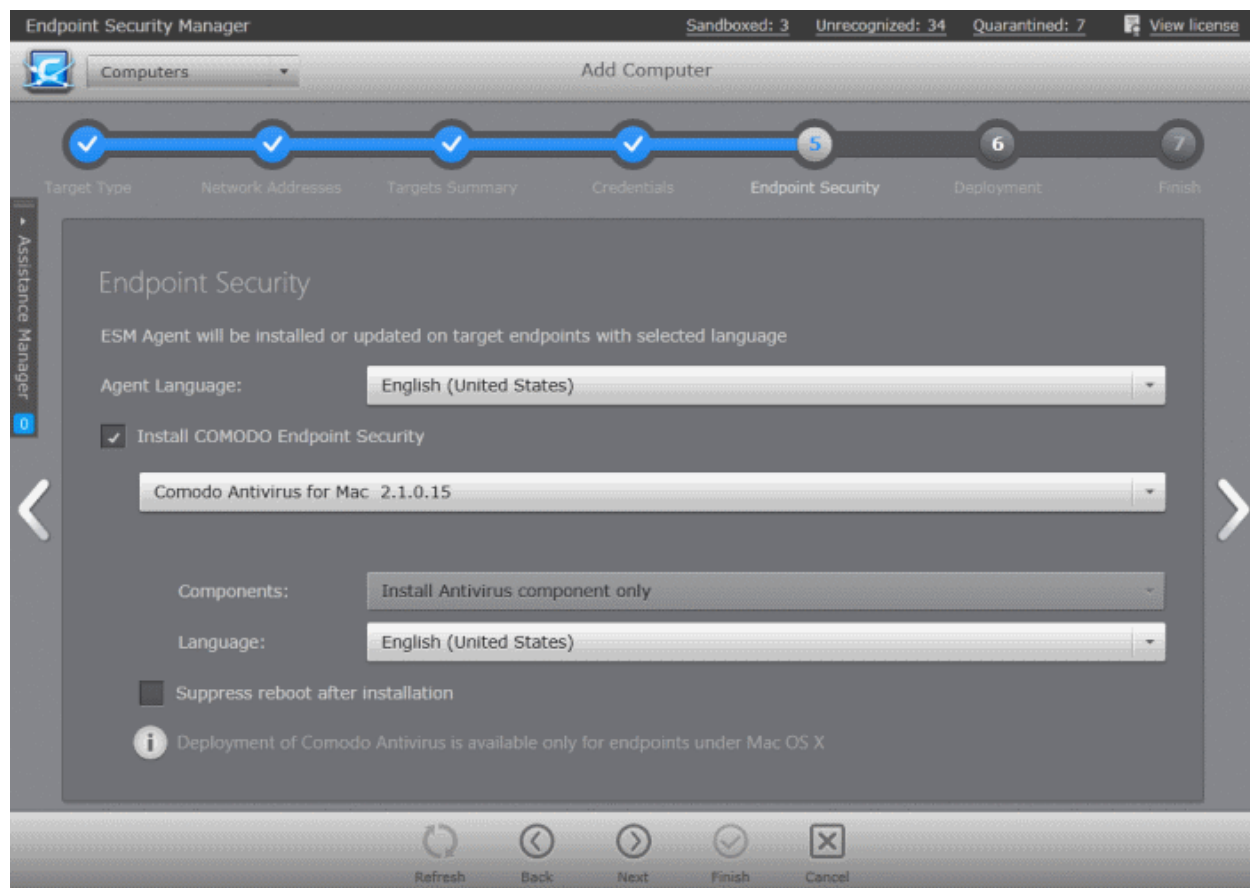 Endpoint Security Manager Sandboxed: 3 Unrecognized: 34 Quarantined: 7 View license
Computers Add Computer
5 6 7
Target Type Network Addresses Targets Summary Credentials Endpoint Security Deployment Finish
Assistance Manager
0
Endpoint Security
ESM Agent will be installed or updated on target endpoints with selected language
Agent Language: English (United States)
Install COMODO Endpoint Security
Comodo Antivirus for Mac 2.1.0.15
Components: Install Antivirus component only
Language: English (United States)
Suppress reboot after installation
Deployment of Comodo Antivirus is available only for endpoints under Mac OS X
Refresh Back Next Finish Cancel